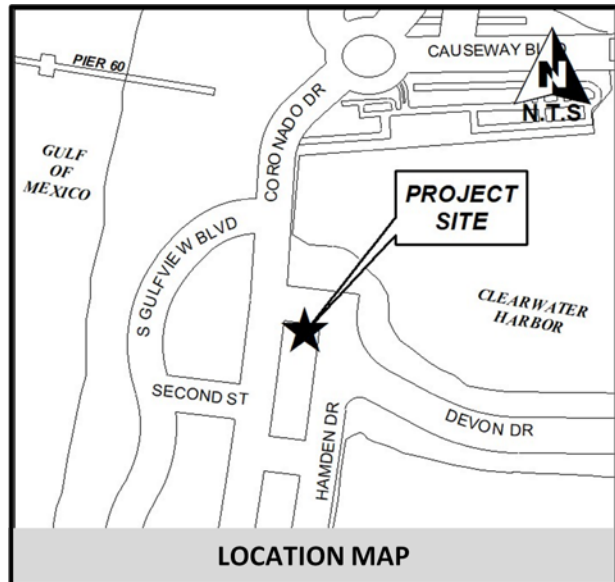 PIER 60
CAUSEWAY BLVD
N
N.T.S
CORONADO DR
GULF
OF
MEXICO
PROJECT
SITE
S GULFVIEW BLVD
CLEARWATER
HARBOR
SECOND ST
HAMDEN DR
DEVON DR
LOCATION MAP